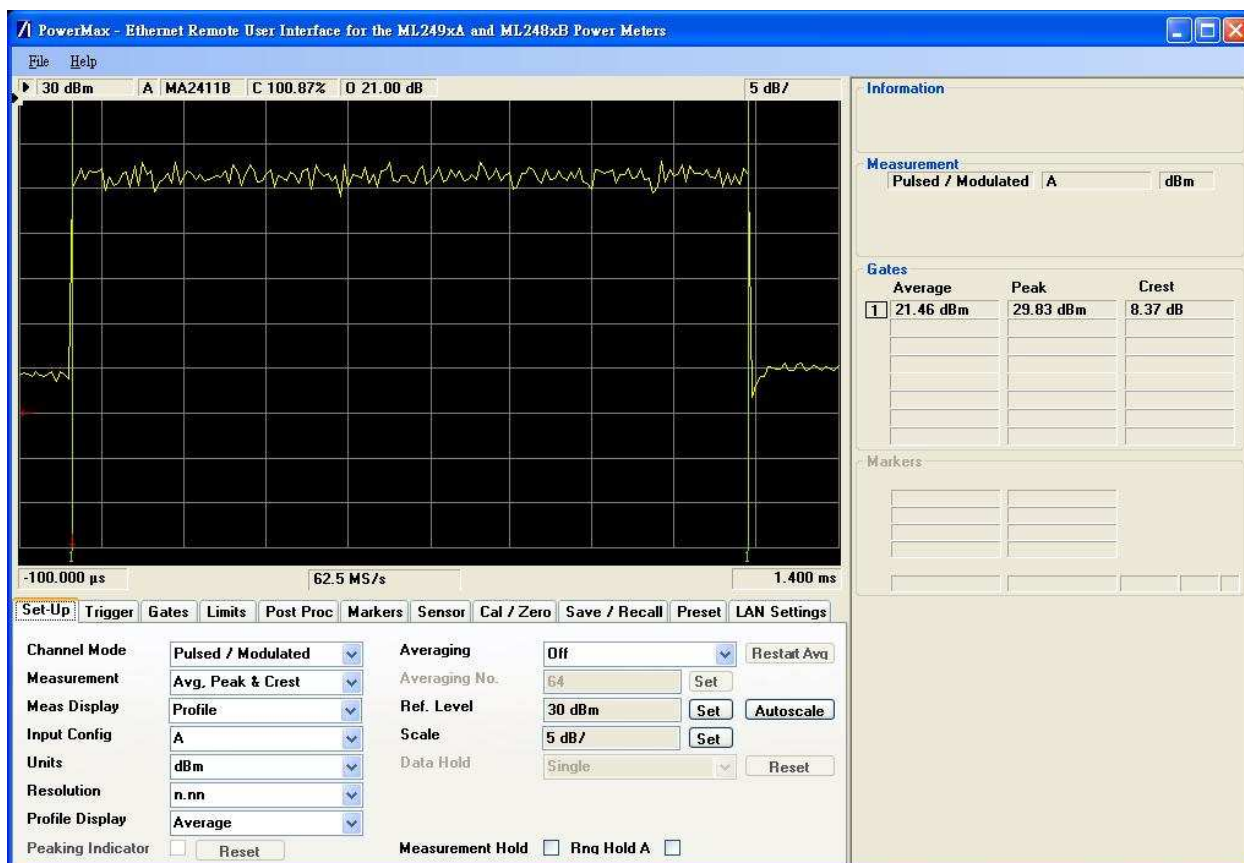 PowerMax - Ethernet Remote User Interface for the ML249xA and ML248xB Power Meters
File Help
30 dBm A MA2411B C 100.87% O 21.00 dB 5 dB/
1 1
-100.000 µs 62.5 MS/s 1.400 ms
Information
Measurement
Pulsed / Modulated A dBm
Gates
Average Peak Crest
1 21.46 dBm 29.83 dBm 8.37 dB
Markers
Set-Up Trigger Gates Limits Post Proc Markers Sensor Cal / Zero Save / Recall Preset LAN Settings
Channel Mode Pulsed / Modulated Averaging Off Restart Avg
Measurement Avg, Peak & Crest Averaging No. 64 Set
Meas Display Profile Ref. Level 30 dBm Set Autoscale
Input Config A Scale 5 dB/ Set
Units dBm Data Hold Single Reset
Resolution n.nn
Profile Display Average
Peaking Indicator Reset Measurement Hold Rng Hold A